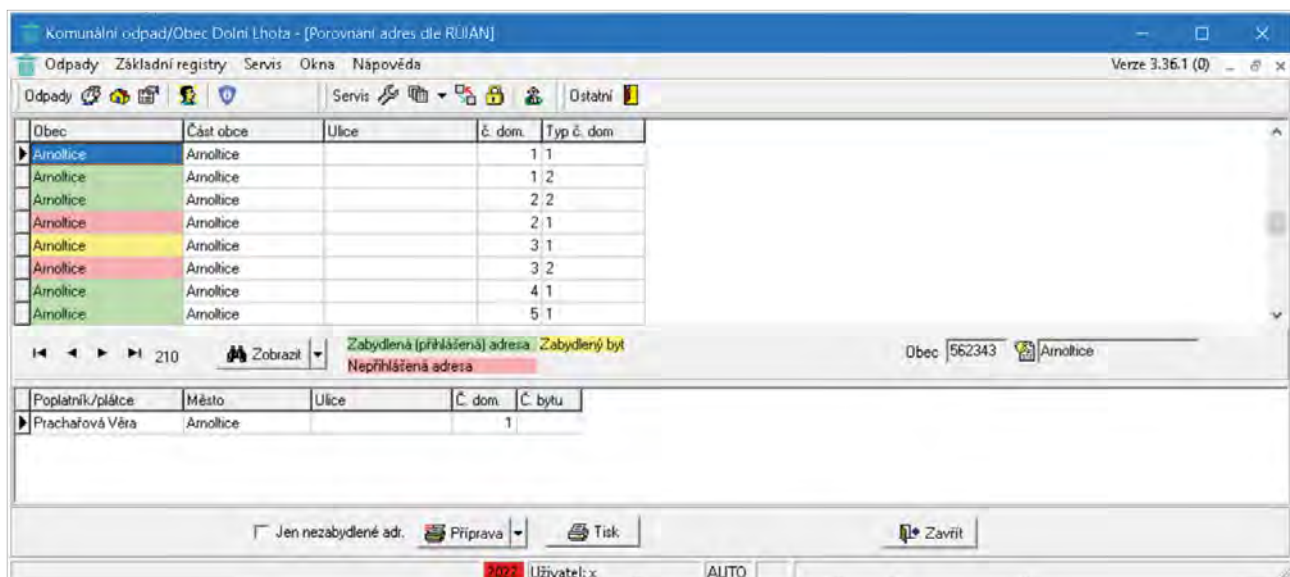 Komunální odpad/Obec Dolní Lhota - [Porovnání adres dle RUIAN]
Odpady Základní registry Servis Okna Nápověda Verze 3.36.1 (0)
Odpady Servis Ostatní
Obec Část obce Ulice č. dom. Typ č. dom
Arnoltice Arnoltice 1 1
Arnoltice Arnoltice 1 2
Arnoltice Arnoltice 2 2
Arnoltice Arnoltice 2 1
Arnoltice Arnoltice 3 1
Arnoltice Arnoltice 3 2
Arnoltice Arnoltice 4 1
Arnoltice Arnoltice 5 1
210 Zobrazit Zabydlená (přihlášená) adresa Zabydlený byt Obec 562343 Arnoltice
Nepřihlášená adresa
Poplatník/plátce Město Ulice Č. dom. Č. bytu
Prachařová Věra Arnoltice 1
Jen nezabydlené adr. Příprava Tisk Zavřít
2022 Uživatel: x AUTO